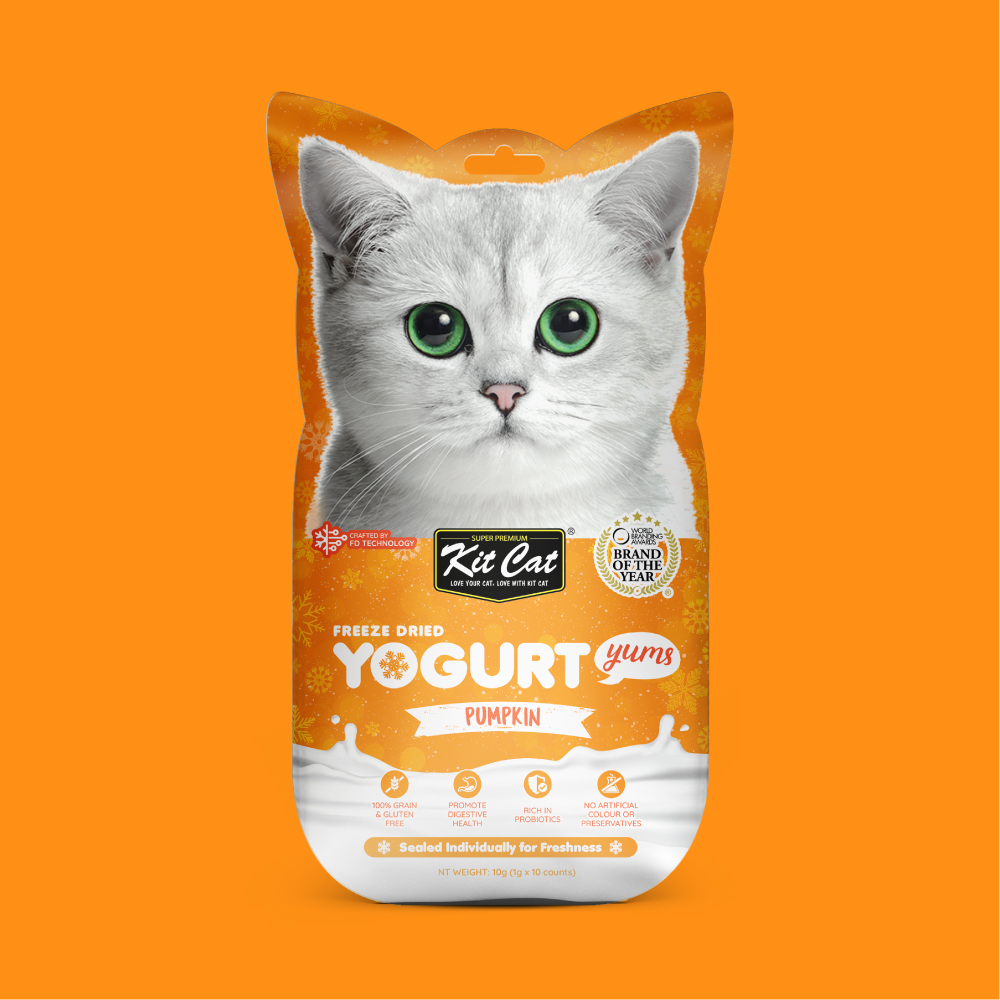 CRAFTED BY
FD TECHNOLOGY
SUPER PREMIUM
Kit Cat®
LOVE YOUR CAT, LOVE WITH KIT CAT
WORLD
BRANDING
AWARDS
BRAND
OF THE
YEAR
®
FREEZE DRIED
YOGURT yums
PUMPKIN
100% GRAIN
& GLUTEN
FREE
PROMOTE
DIGESTIVE
HEALTH
RICH IN
PROBIOTICS
NO ARTIFICIAL
COLOUR OR
PRESERVATIVES
Sealed Individually for Freshness
NT WEIGHT: 10g (1g x 10 counts)